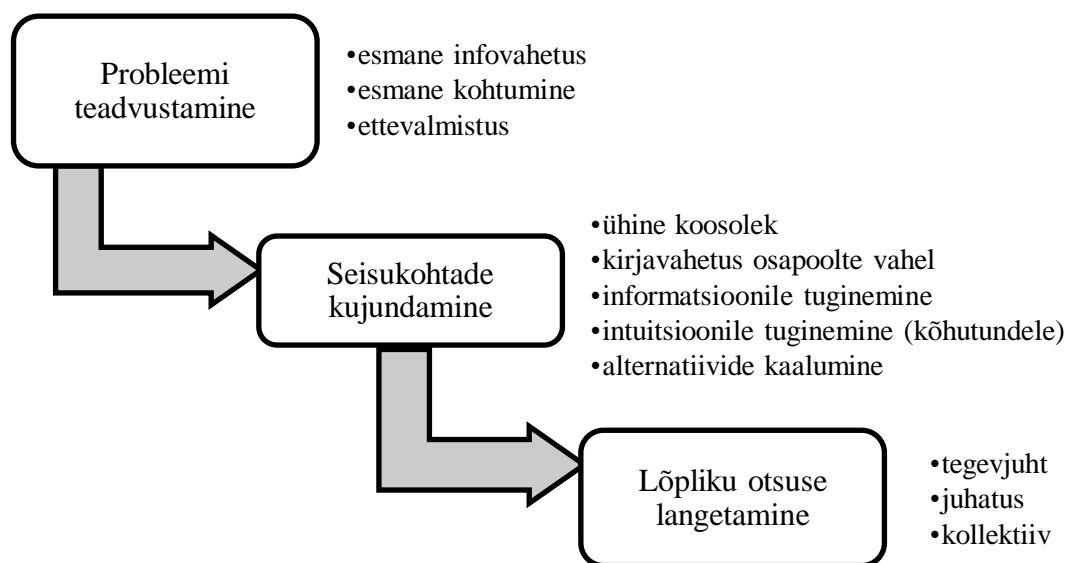 Probleemi
teadvustamine
•esmane infovahetus
•esmane kohtumine
•ettevalmistus
Seisukohtade
kujundamine
•ühine koosolek
•kirjavahetus osapoolte vahel
•informatsioonile tuginemine
•intuitsioonile tuginemine (kõhutundele)
•alternatiivide kaalumine
Lõpliku otsuse
langetamine
•tegevjuht
•juhatus
•kollektiiv